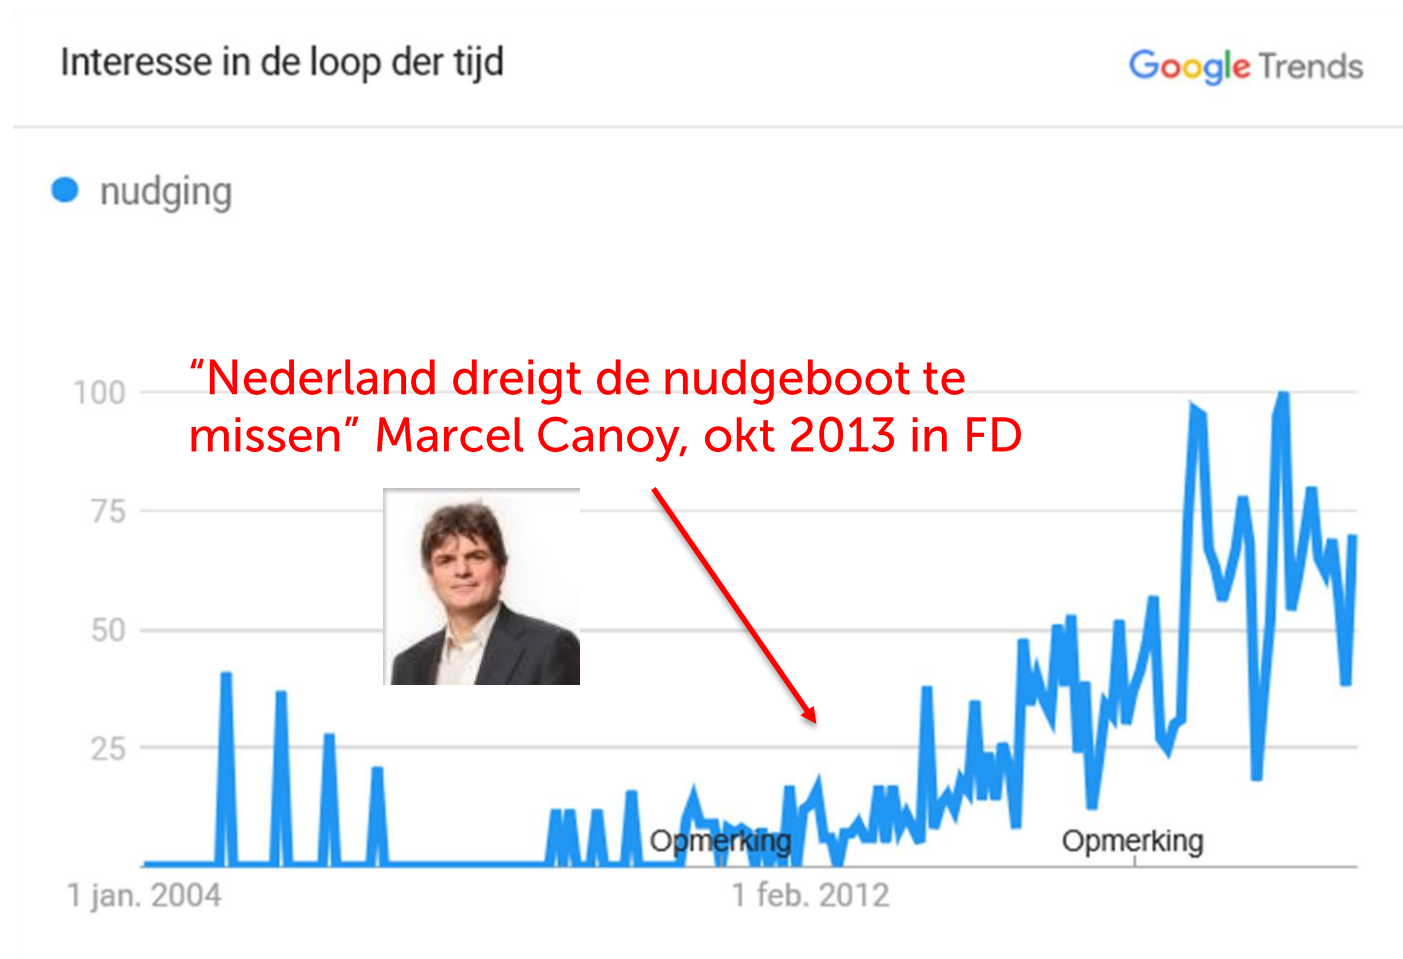 Interesse in de loop der tijd
Google Trends
nudging
“Nederland dreigt de nudgeboot te
missen” Marcel Canoy, okt 2013 in FD
100
75
50
25
Opmerking
Opmerking
1 jan. 2004
1 feb. 2012